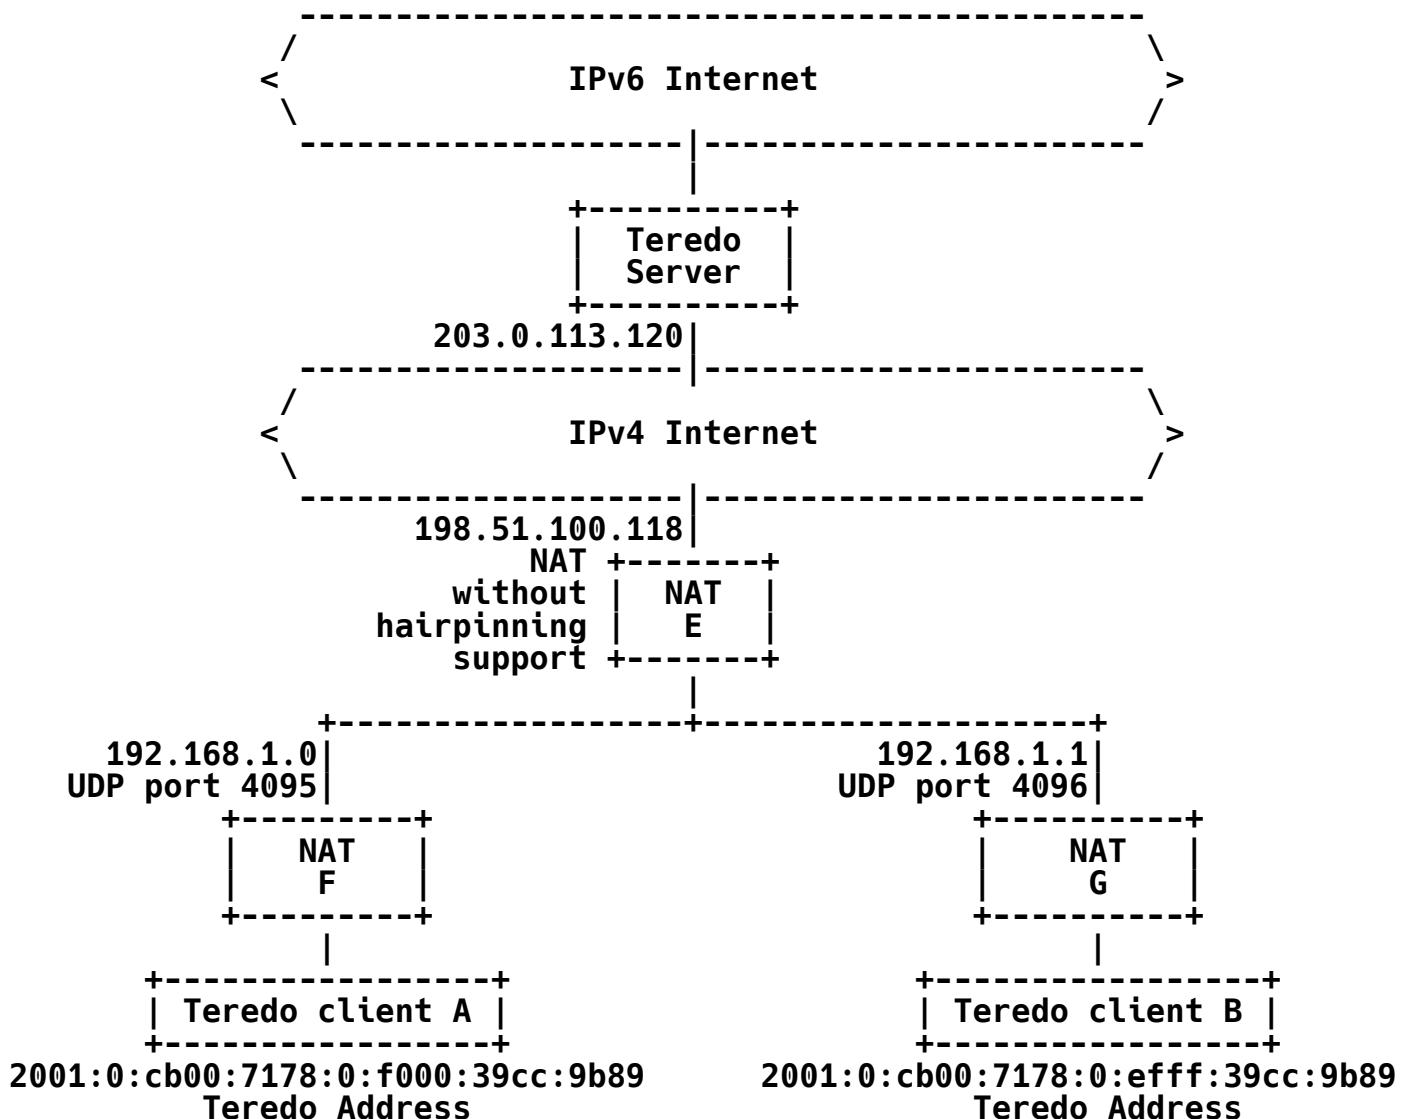 IPv6 Internet
Teredo
Server
203.0.113.120
IPv4 Internet
198.51.100.118
NAT
without
hairpinning
support
NAT
E
192.168.1.0
UDP port 4095
192.168.1.1
UDP port 4096
NAT
F
NAT
G
Teredo client A
Teredo client B
2001:0:cb00:7178:0:f000:39cc:9b89
Teredo Address
2001:0:cb00:7178:0:efff:39cc:9b89
Teredo Address